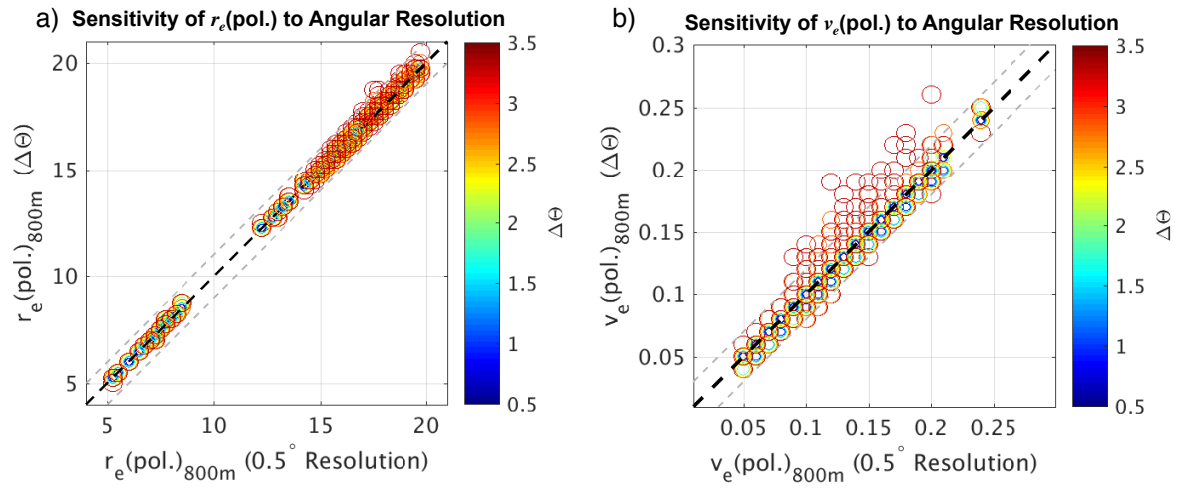 a) Sensitivity of re(pol.) to Angular Resolution
20
15
10
5
re(pol.)800m (ΔΘ)
5 10 15 20
re(pol.)800m (0.5° Resolution)
3.5
3
2.5
2
1.5
1
0.5
ΔΘ
b) Sensitivity of ve(pol.) to Angular Resolution
0.3
0.25
0.2
0.15
0.1
0.05
ve(pol.)800m (ΔΘ)
0.05 0.1 0.15 0.2 0.25
ve(pol.)800m (0.5° Resolution)
3.5
3
2.5
2
1.5
1
0.5
ΔΘ